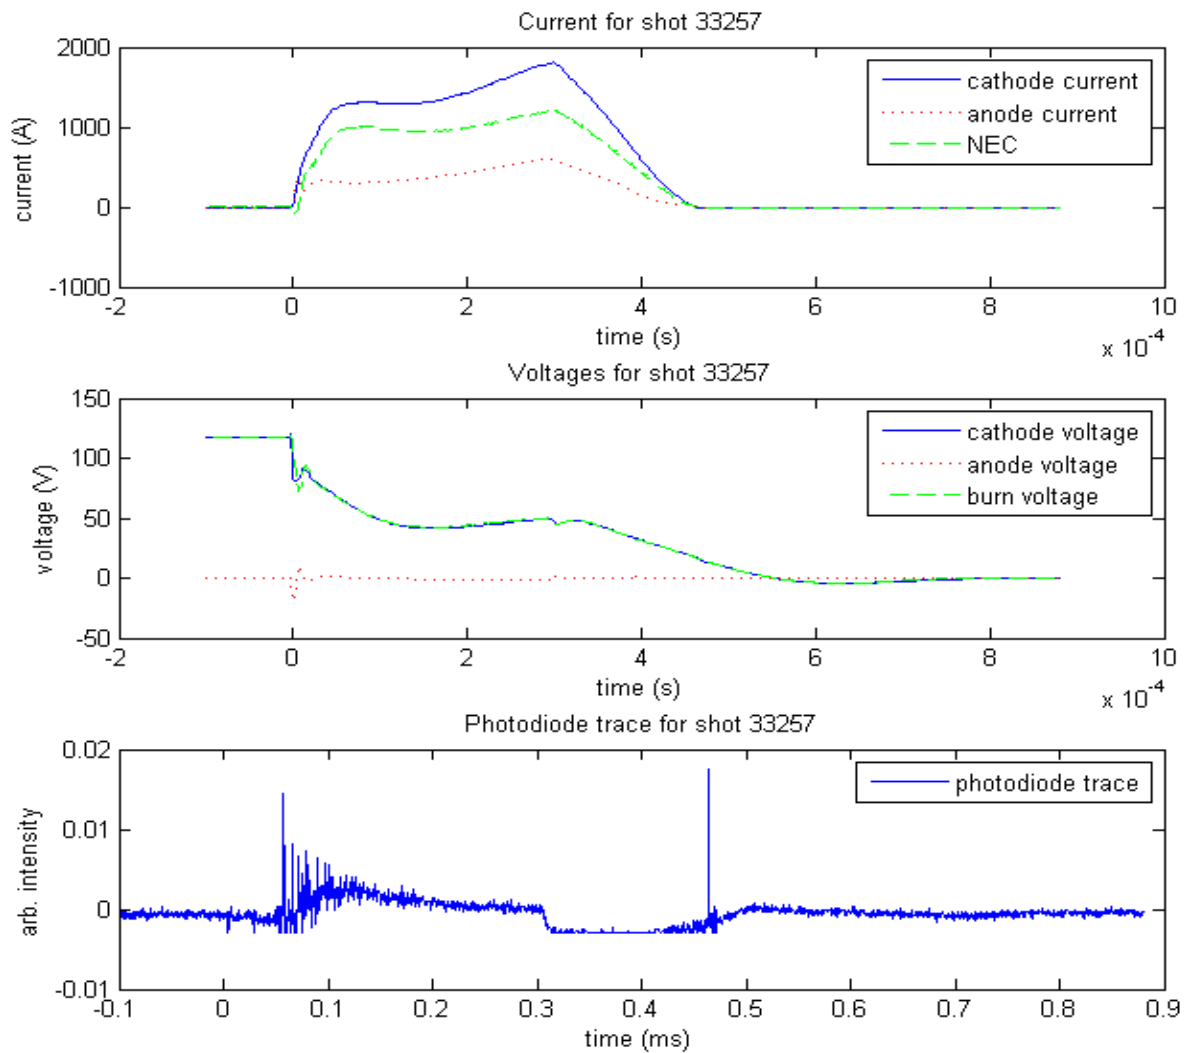 Current for shot 33257
2000
1000
0
-1000
current (A)
cathode current
anode current
NEC
-2 0 2 4 6 8 10
time (s)
x 10-4
Voltages for shot 33257
150
100
50
0
-50
voltage (V)
cathode voltage
anode voltage
burn voltage
-2 0 2 4 6 8 10
time (s)
x 10-4
Photodiode trace for shot 33257
0.02
0.01
0
-0.01
arb. intensity
photodiode trace
-0.1 0 0.1 0.2 0.3 0.4 0.5 0.6 0.7 0.8 0.9
time (ms)